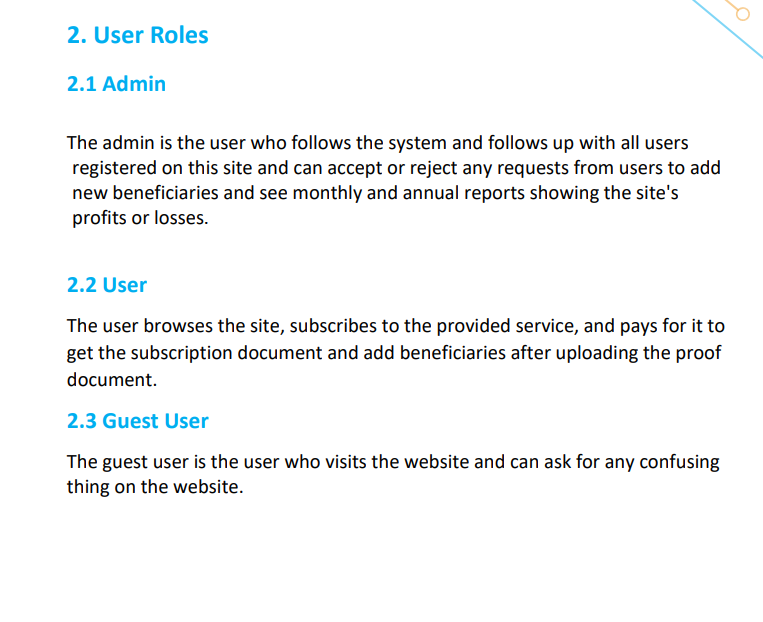 2. User Roles
2.1 Admin
The admin is the user who follows the system and follows up with all users
registered on this site and can accept or reject any requests from users to add
new beneficiaries and see monthly and annual reports showing the site's
profits or losses.
2.2 User
The user browses the site, subscribes to the provided service, and pays for it to
get the subscription document and add beneficiaries after uploading the proof
document.
2.3 Guest User
The guest user is the user who visits the website and can ask for any confusing
thing on the website.